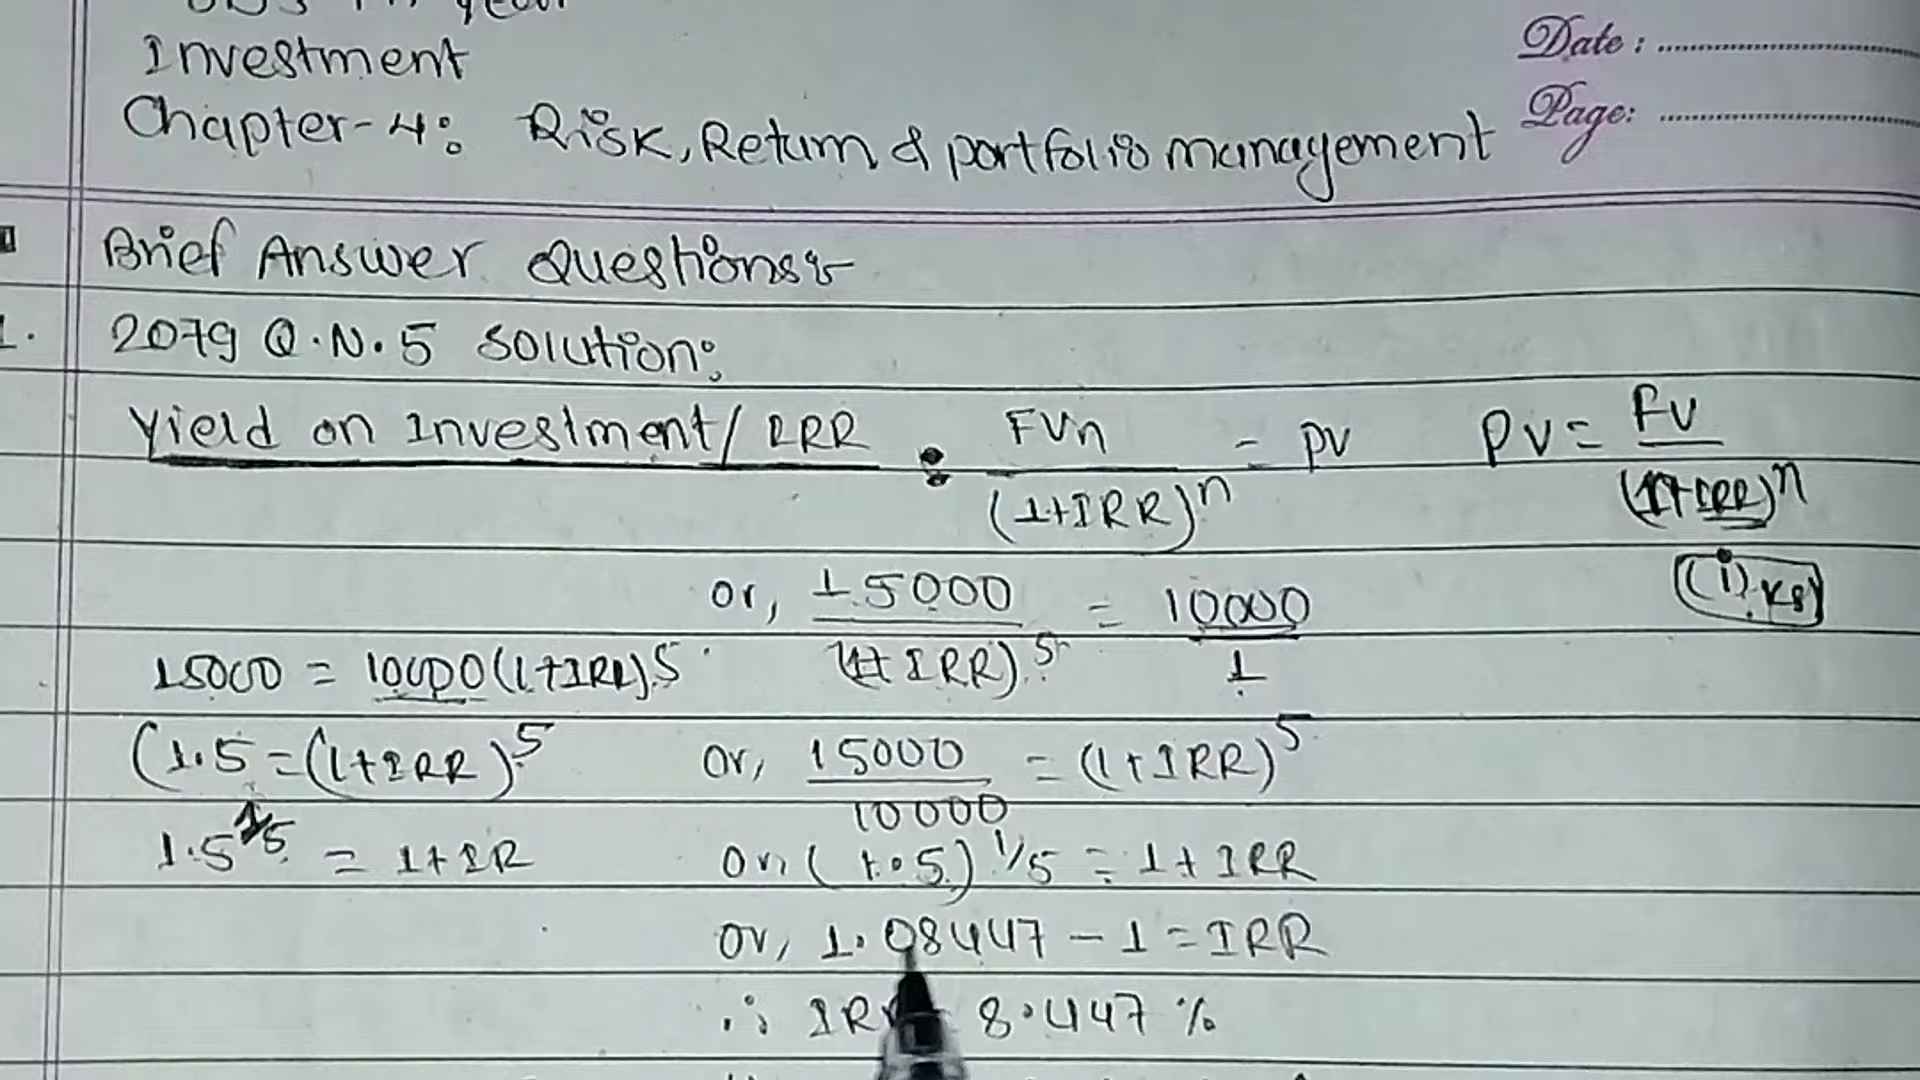 Investment
Chapter-4: Risk, Return & portfolio management
Date:
Page:
Brief Answer Questions:-
1. 2079 Q.N.5 Solution:
Yield on Investment/IRR : FVn/(1+IRR)^n = PV
PV = FV/(1+IRR)^n
or, 15000/(1+IRR)^5 = 10000/1
(i).Ks
15000 = 10000(1+IRR)5
(1.5 = (1+IRR)^5
or, 15000/10000 = (1+IRR)^5
1.5^1/5 = 1+IR
or, (1.5)^1/5 = 1+IRR
or, 1.08447 - 1 = IRR
∴ IRR 8.447 %